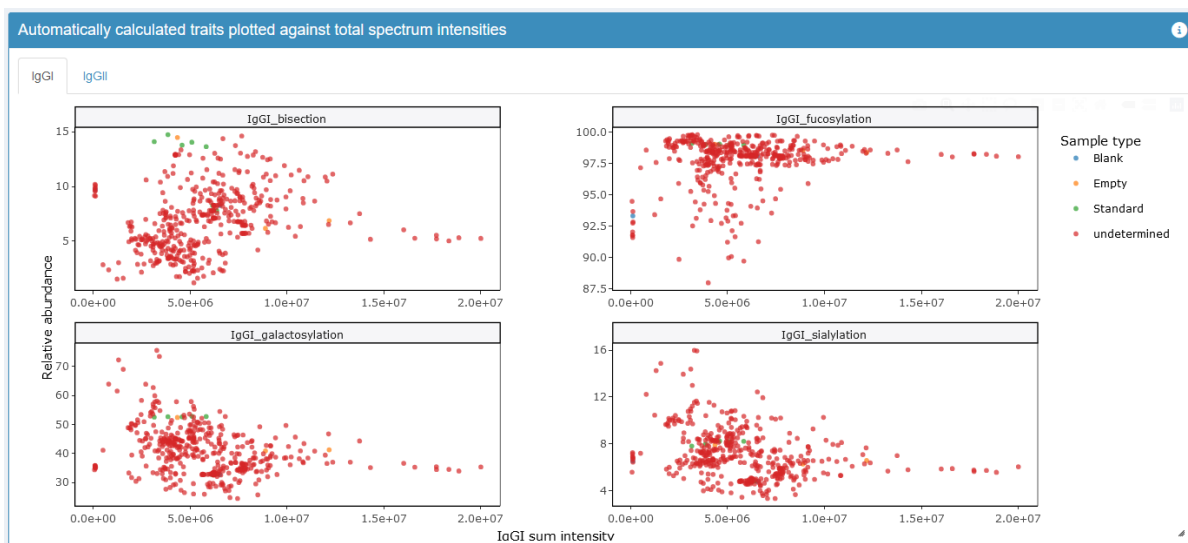 Automatically calculated traits plotted against total spectrum intensities
IgGI IgGII
IgGI_bisection
15
10
5
0.0e+00 5.0e+06 1.0e+07 1.5e+07 2.0e+07
IgGI_fucosylation
100.0
97.5
95.0
92.5
90.0
87.5
0.0e+00 5.0e+06 1.0e+07 1.5e+07 2.0e+07
Sample type
Blank
Empty
Standard
undetermined
Relative abundance
IgGI_galactosylation
70
60
50
40
30
0.0e+00 5.0e+06 1.0e+07 1.5e+07 2.0e+07
IgGI_sialylation
16
12
8
4
0.0e+00 5.0e+06 1.0e+07 1.5e+07 2.0e+07
IgGI sum intensity